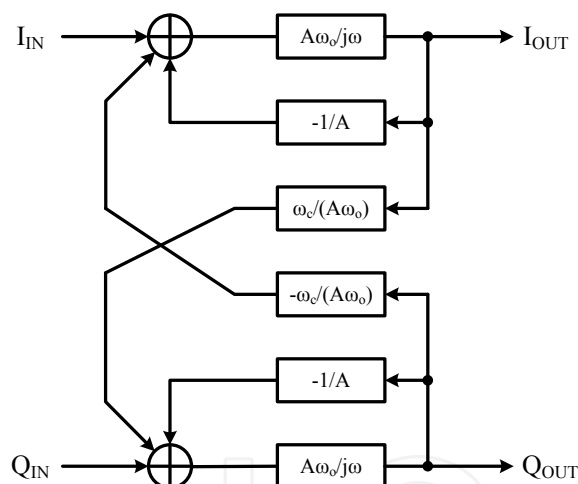 I_IN Aω_o/jω I_OUT
-1/A
ω_c/(Aω_o)
-ω_c/(Aω_o)
-1/A
Q_IN Aω_o/jω Q_OUT